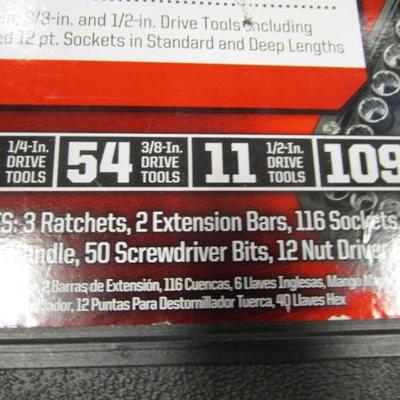 3/3-in. and 1/2-in. Drive Tools including
12 pt. Sockets in Standard and Deep Lengths
1/4-In. DRIVE TOOLS 54 3/8-In. DRIVE TOOLS 11 1/2-In. DRIVE TOOLS 109
3 Ratchets, 2 Extension Bars, 116 Sockets
50 Screwdriver Bits, 12 Nut Driver
2 Barras de Extensión, 116 Cuencas, 6 Llaves Inglesas, Mango
12 Puntas Para Destornillador Tuerca, 40 Llaves Hex